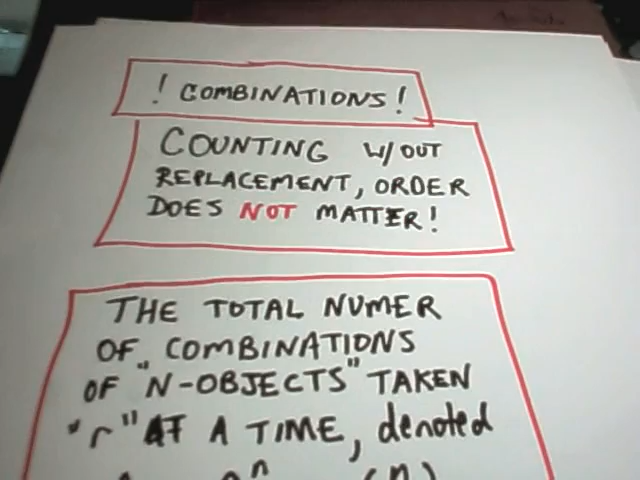 ! COMBINATIONS!
COUNTING W/OUT
REPLACEMENT, ORDER
DOES NOT MATTER!
THE TOTAL NUMER
OF COMBINATIONS
OF "N-OBJECTS" TAKEN
"r" AT A TIME, denoted
n (n)